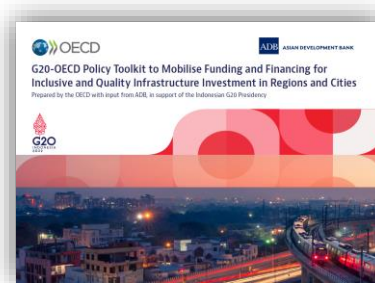 OECD
ADB ASIAN DEVELOPMENT BANK
G20-OECD Policy Toolkit to Mobilise Funding and Financing for
Inclusive and Quality Infrastructure Investment in Regions and Cities
Prepared by the OECD with input from ADB, in support of the Indonesian G20 Presidency
G20
INDONESIA
2022